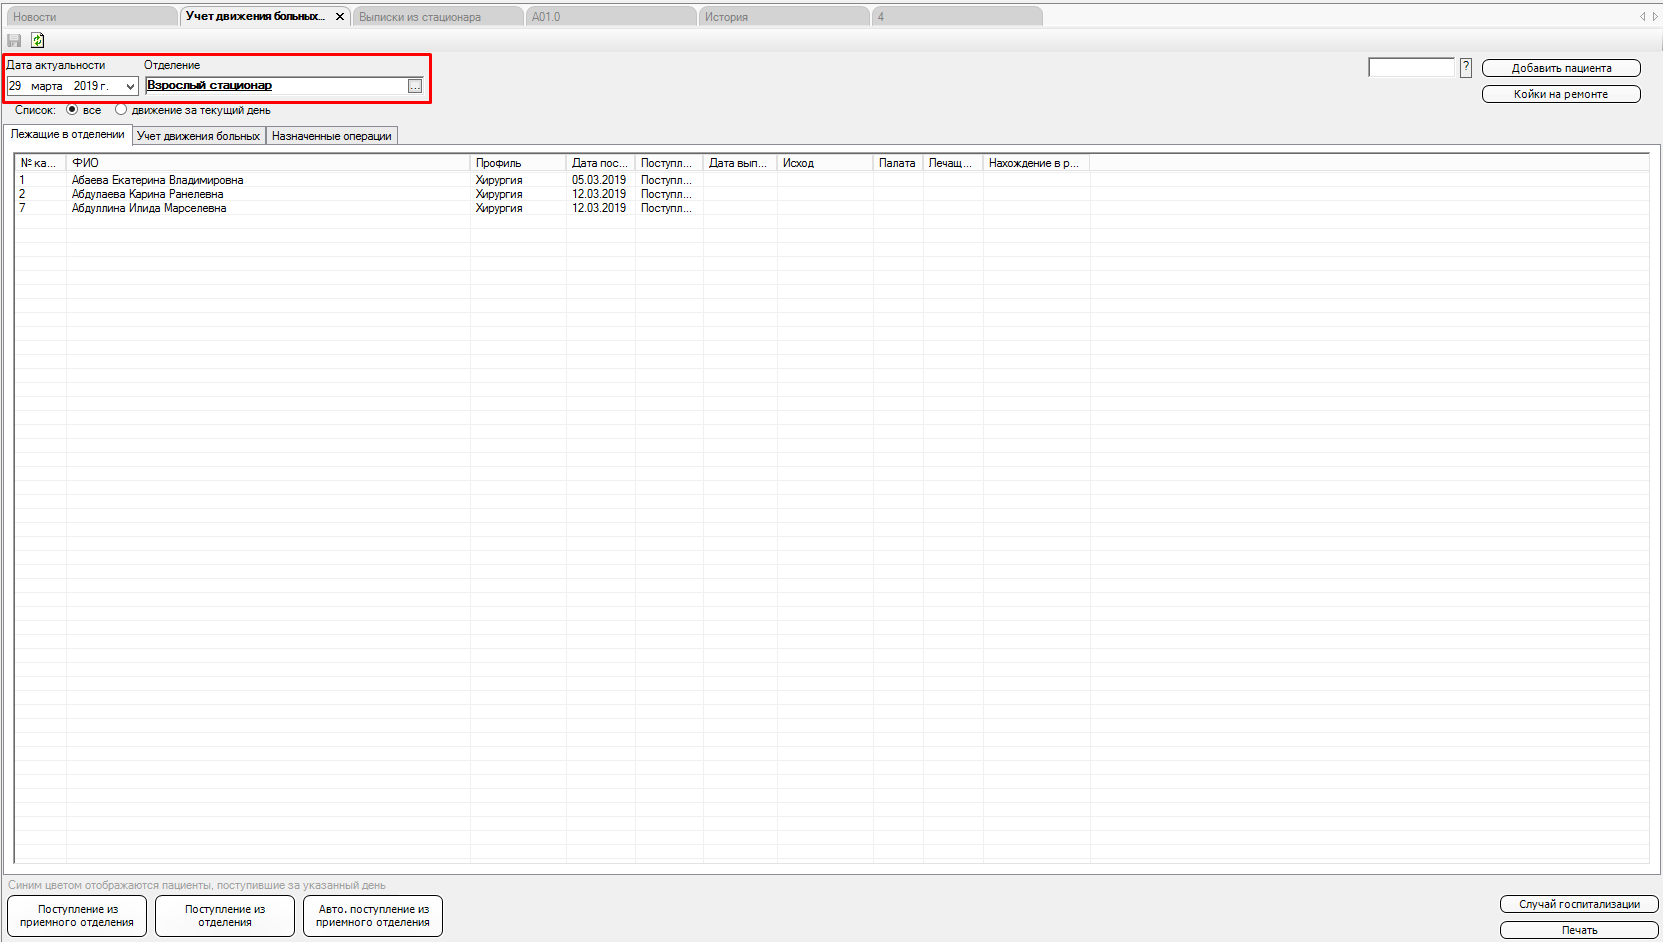 Новости
Учет движения больных...
Выписки из стационара
A01.0
История
4
Дата актуальности
Отделение
29 марта 2019 г.
Взрослый стационар
...
?
Добавить пациента
Койки на ремонте
Список: все движение за текущий день
Лежащие в отделении
Учет движения больных
Назначенные операции
№ ка... ФИО Профиль Дата пос... Поступл... Дата вып... Исход Палата Лечащ... Нахождение в р...
1 Абаева Екатерина Владимировна Хирургия 05.03.2019 Поступл...
2 Абдулаева Карина Ранелевна Хирургия 12.03.2019 Поступл...
7 Абдуллина Илида Марселевна Хирургия 12.03.2019 Поступл...
Синим цветом отображаются пациенты, поступившие за указанный день
Поступление из
приемного отделения
Поступление из
отделения
Авто. поступление из
приемного отделения
Случай госпитализации
Печать